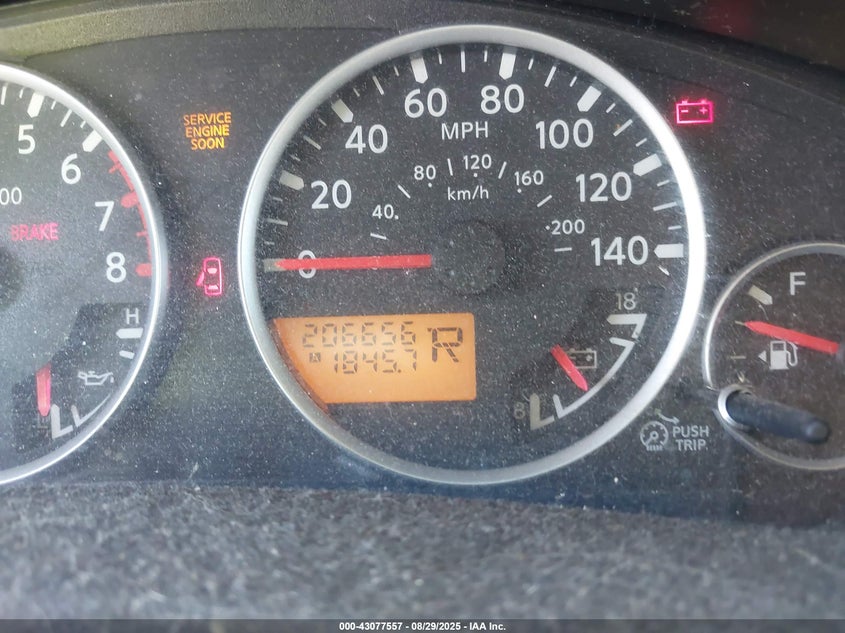 5
6
7
8
00
BRAKE
H
SERVICE
ENGINE
SOON
0
20
40
60
80
100
120
140
MPH
40
80
120
160
200
km/h
206656
A 1845.7
R
18
8
F
PUSH
TRIP
000-43077557 - 08/29/2025 - IAA Inc.